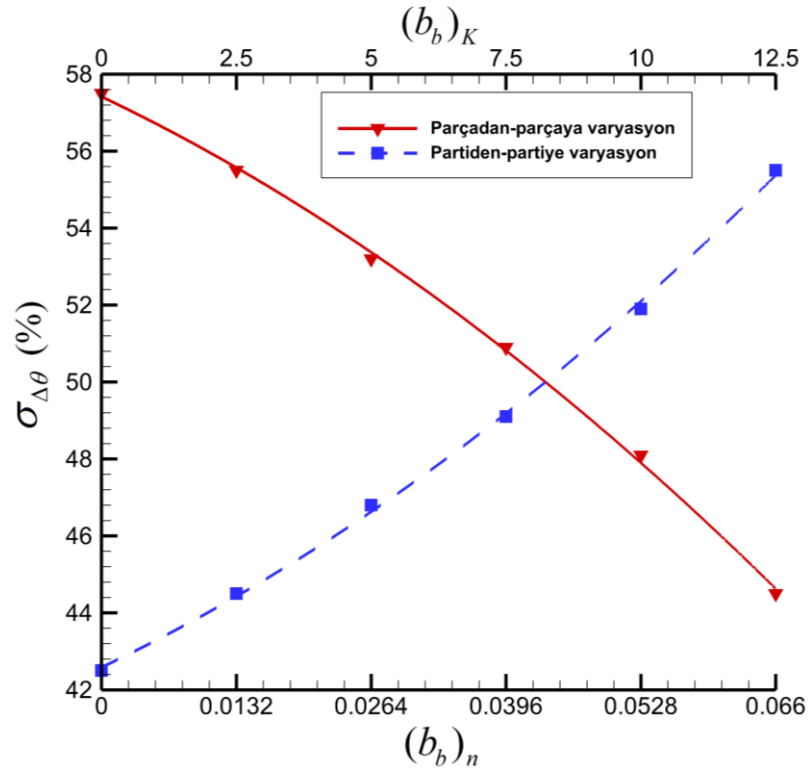 (b_b)_K
0 2.5 5 7.5 10 12.5
58
56
54
52
50
48
46
44
42
σ_Δθ (%)
Parçadan-parçaya varyasyon
Partiden-partiye varyasyon
0 0.0132 0.0264 0.0396 0.0528 0.066
(b_b)_n